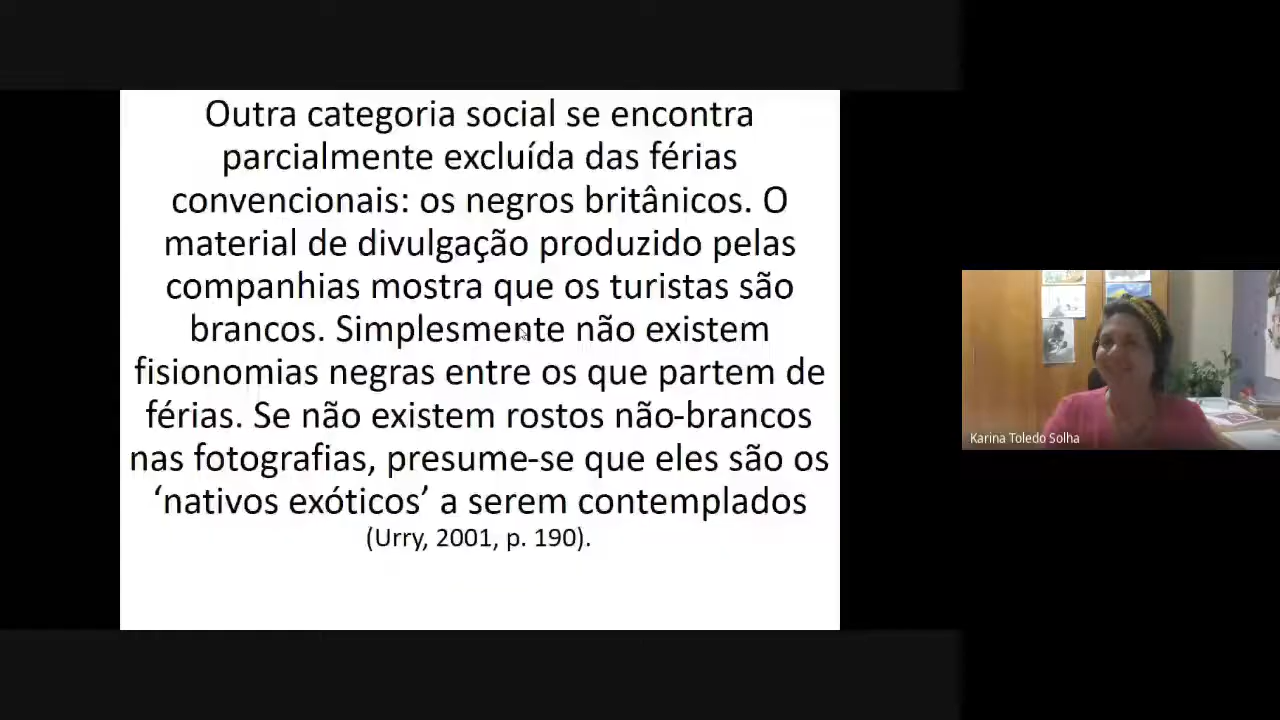 Outra categoria social se encontra
parcialmente excluída das férias
convencionais: os negros britânicos. O
material de divulgação produzido pelas
companhias mostra que os turistas são
brancos. Simplesmente não existem
fisionomias negras entre os que partem de
férias. Se não existem rostos não-brancos
nas fotografias, presume-se que eles são os
‘nativos exóticos’ a serem contemplados
(Urry, 2001, p. 190).
Karina Toledo Solha